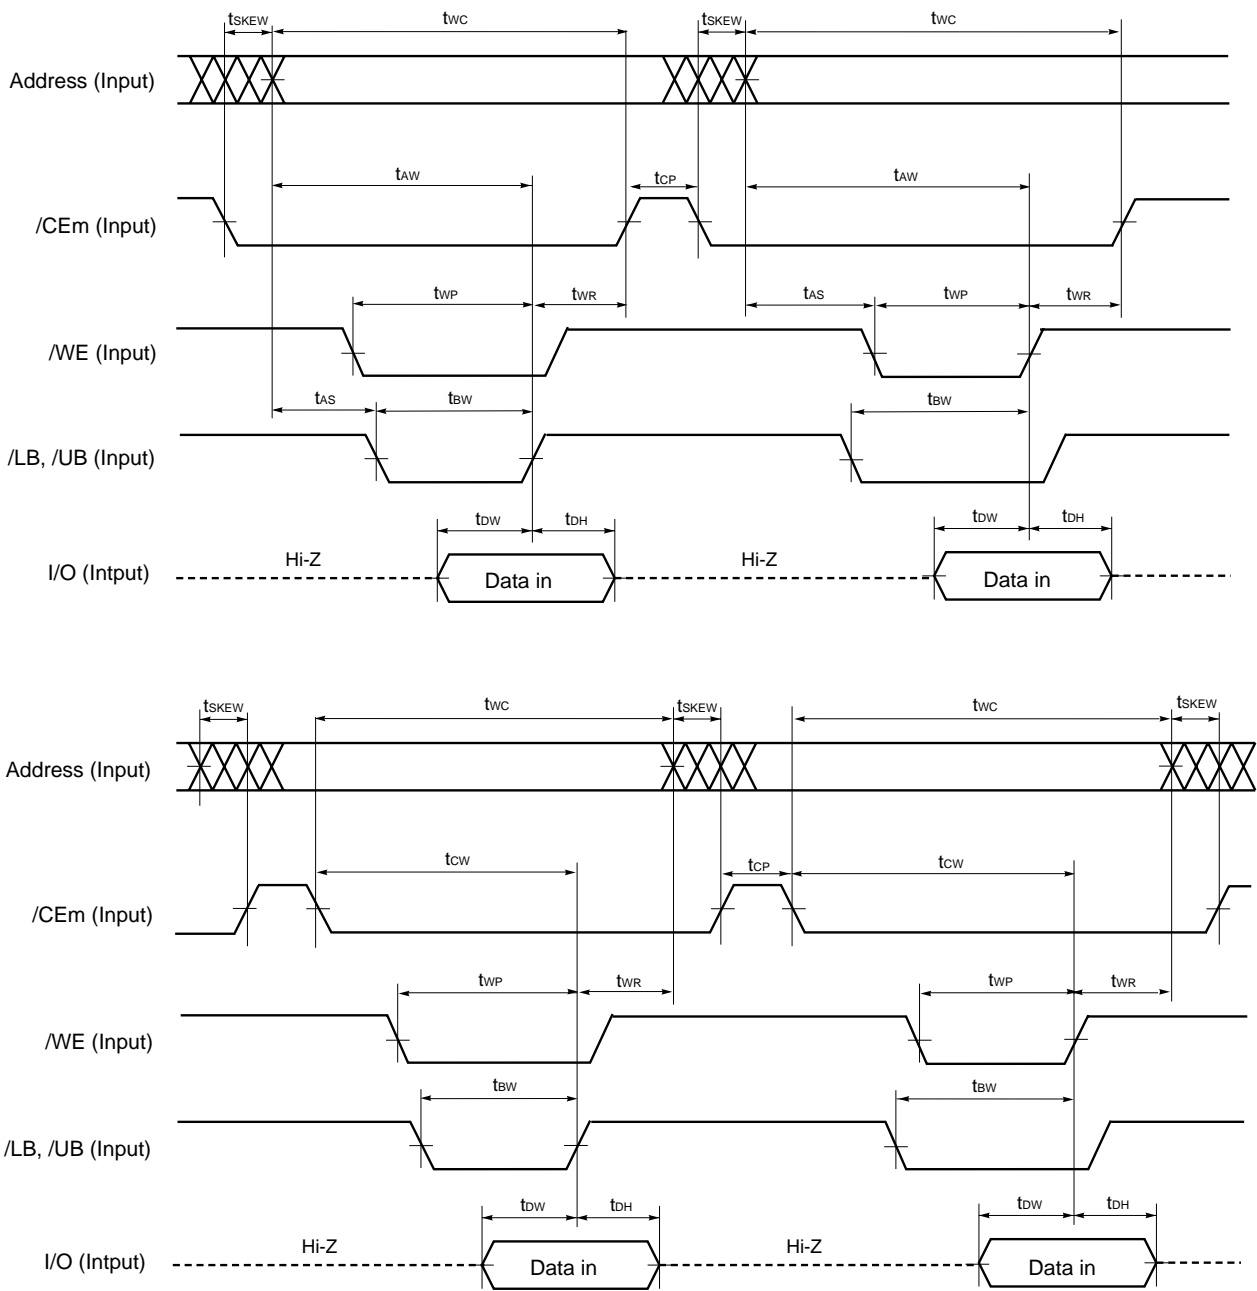 tSKEW tWC tSKEW tWC
Address (Input)
tAW tCP tAW
/CEm (Input)
tWP tWR tAS tWP tWR
/WE (Input)
tAS tBW tBW
/LB, /UB (Input)
tDW tDH tDW tDH
Hi-Z Hi-Z
I/O (Intput) Data in Data in
tSKEW tWC tSKEW tWC tSKEW
Address (Input)
tCW tCP tCW
/CEm (Input)
tWP tWR tWP tWR
/WE (Input)
tBW tBW
/LB, /UB (Input)
tDW tDH tDW tDH
Hi-Z Hi-Z
I/O (Intput) Data in Data in